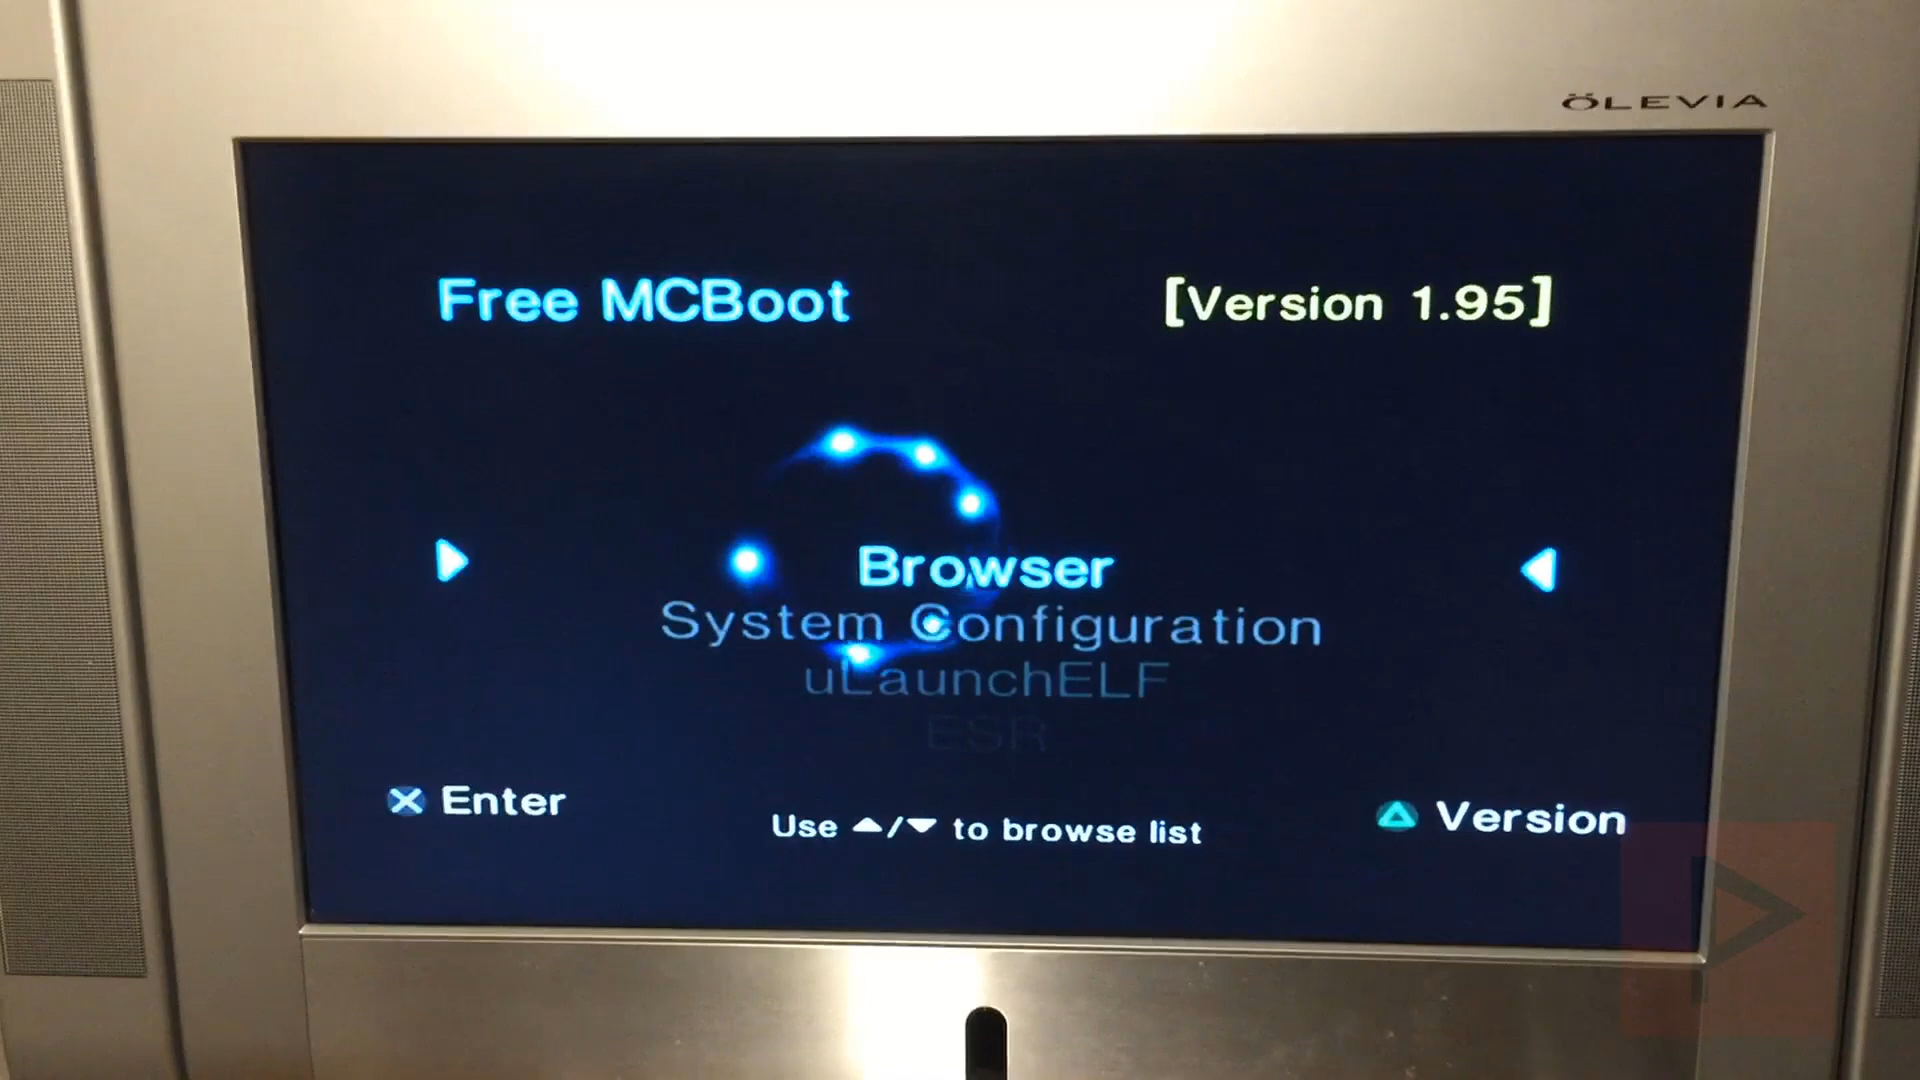 ÖLEVIA
Free MCBoot
[Version 1.95]
Browser
System Configuration
uLaunchELF
ESR
Enter
Use ▲/▼ to browse list
Version